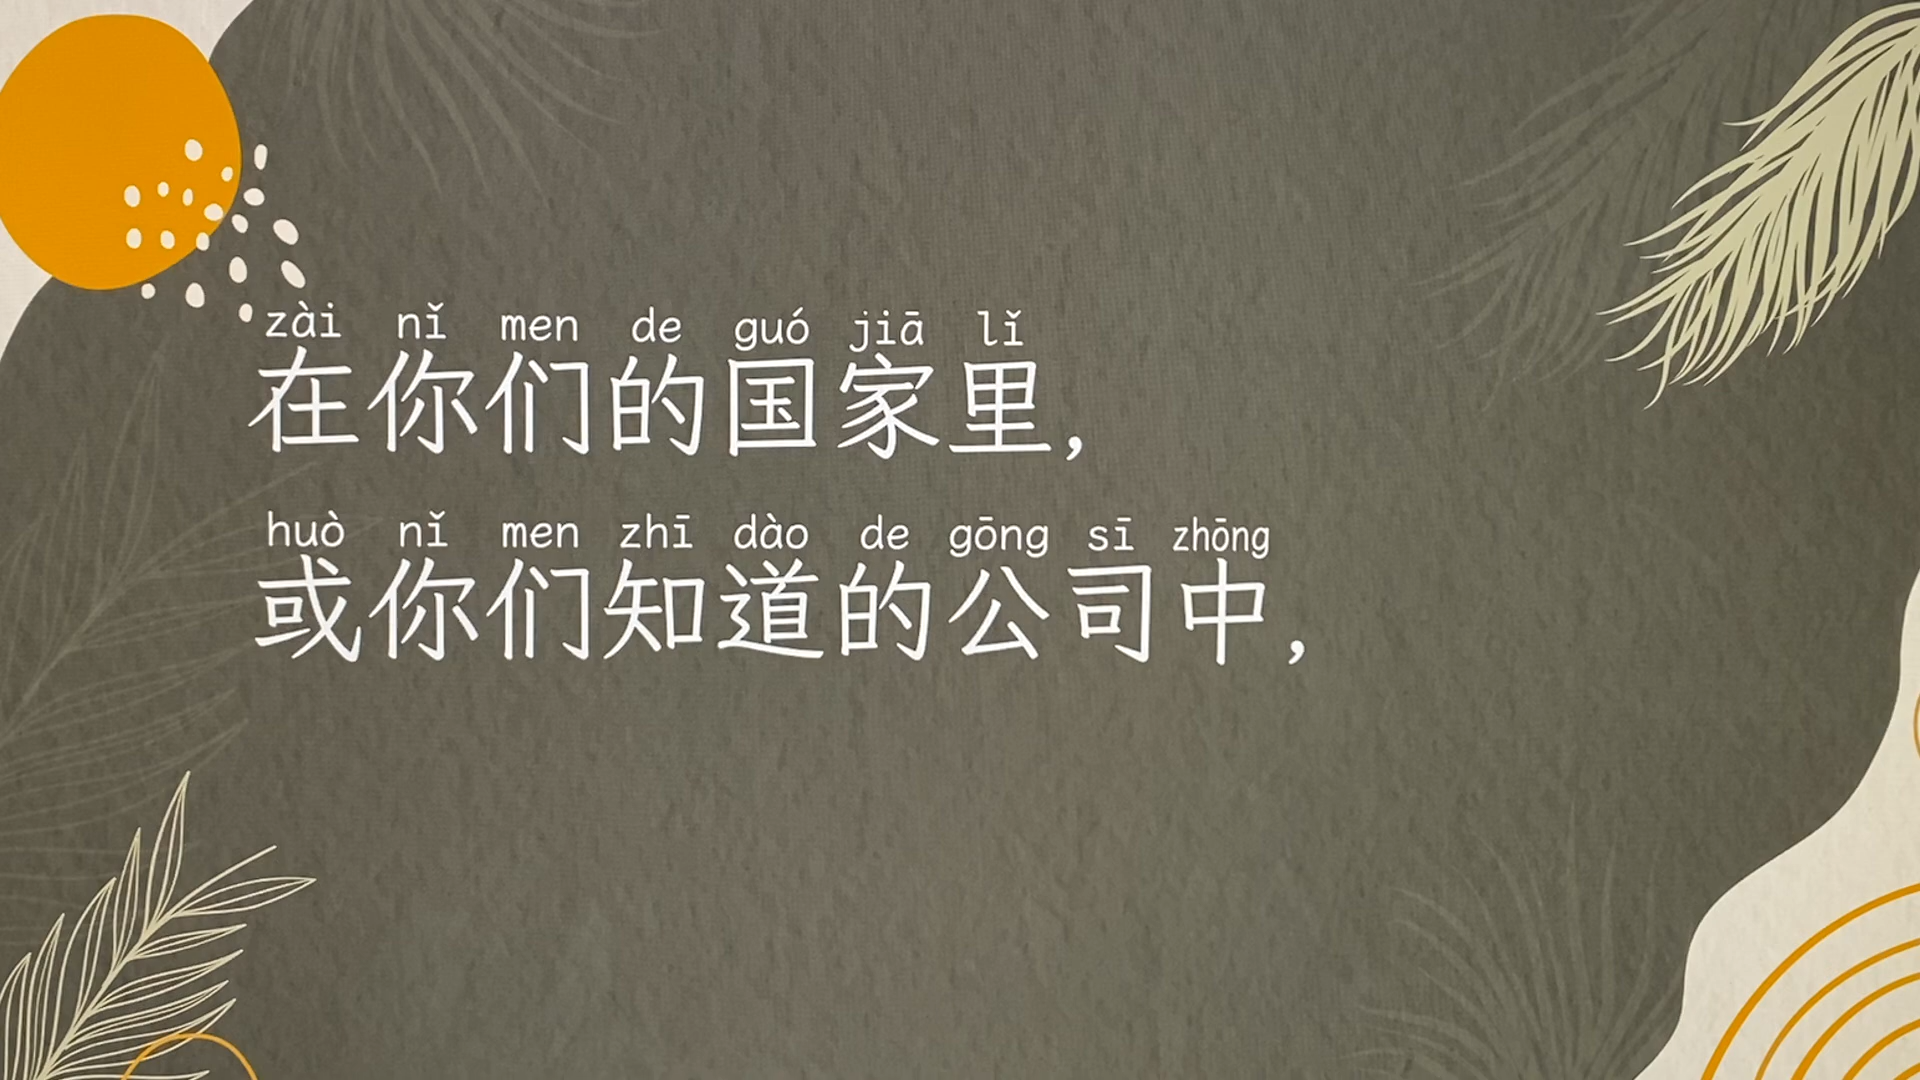 zài nǐ men de guó jiā lǐ
在你们的国家里,
huò nǐ men zhī dào de gōng sī zhōng
或你们知道的公司中,